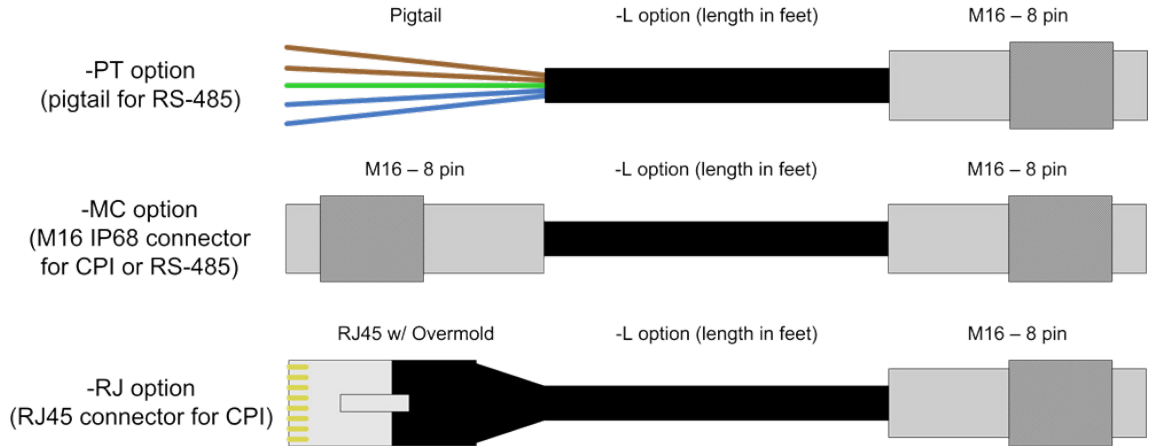 Pigtail
-L option (length in feet)
M16 – 8 pin
-PT option
(pigtail for RS-485)
M16 – 8 pin
-L option (length in feet)
M16 – 8 pin
-MC option
(M16 IP68 connector
for CPI or RS-485)
RJ45 w/ Overmold
-L option (length in feet)
M16 – 8 pin
-RJ option
(RJ45 connector for CPI)